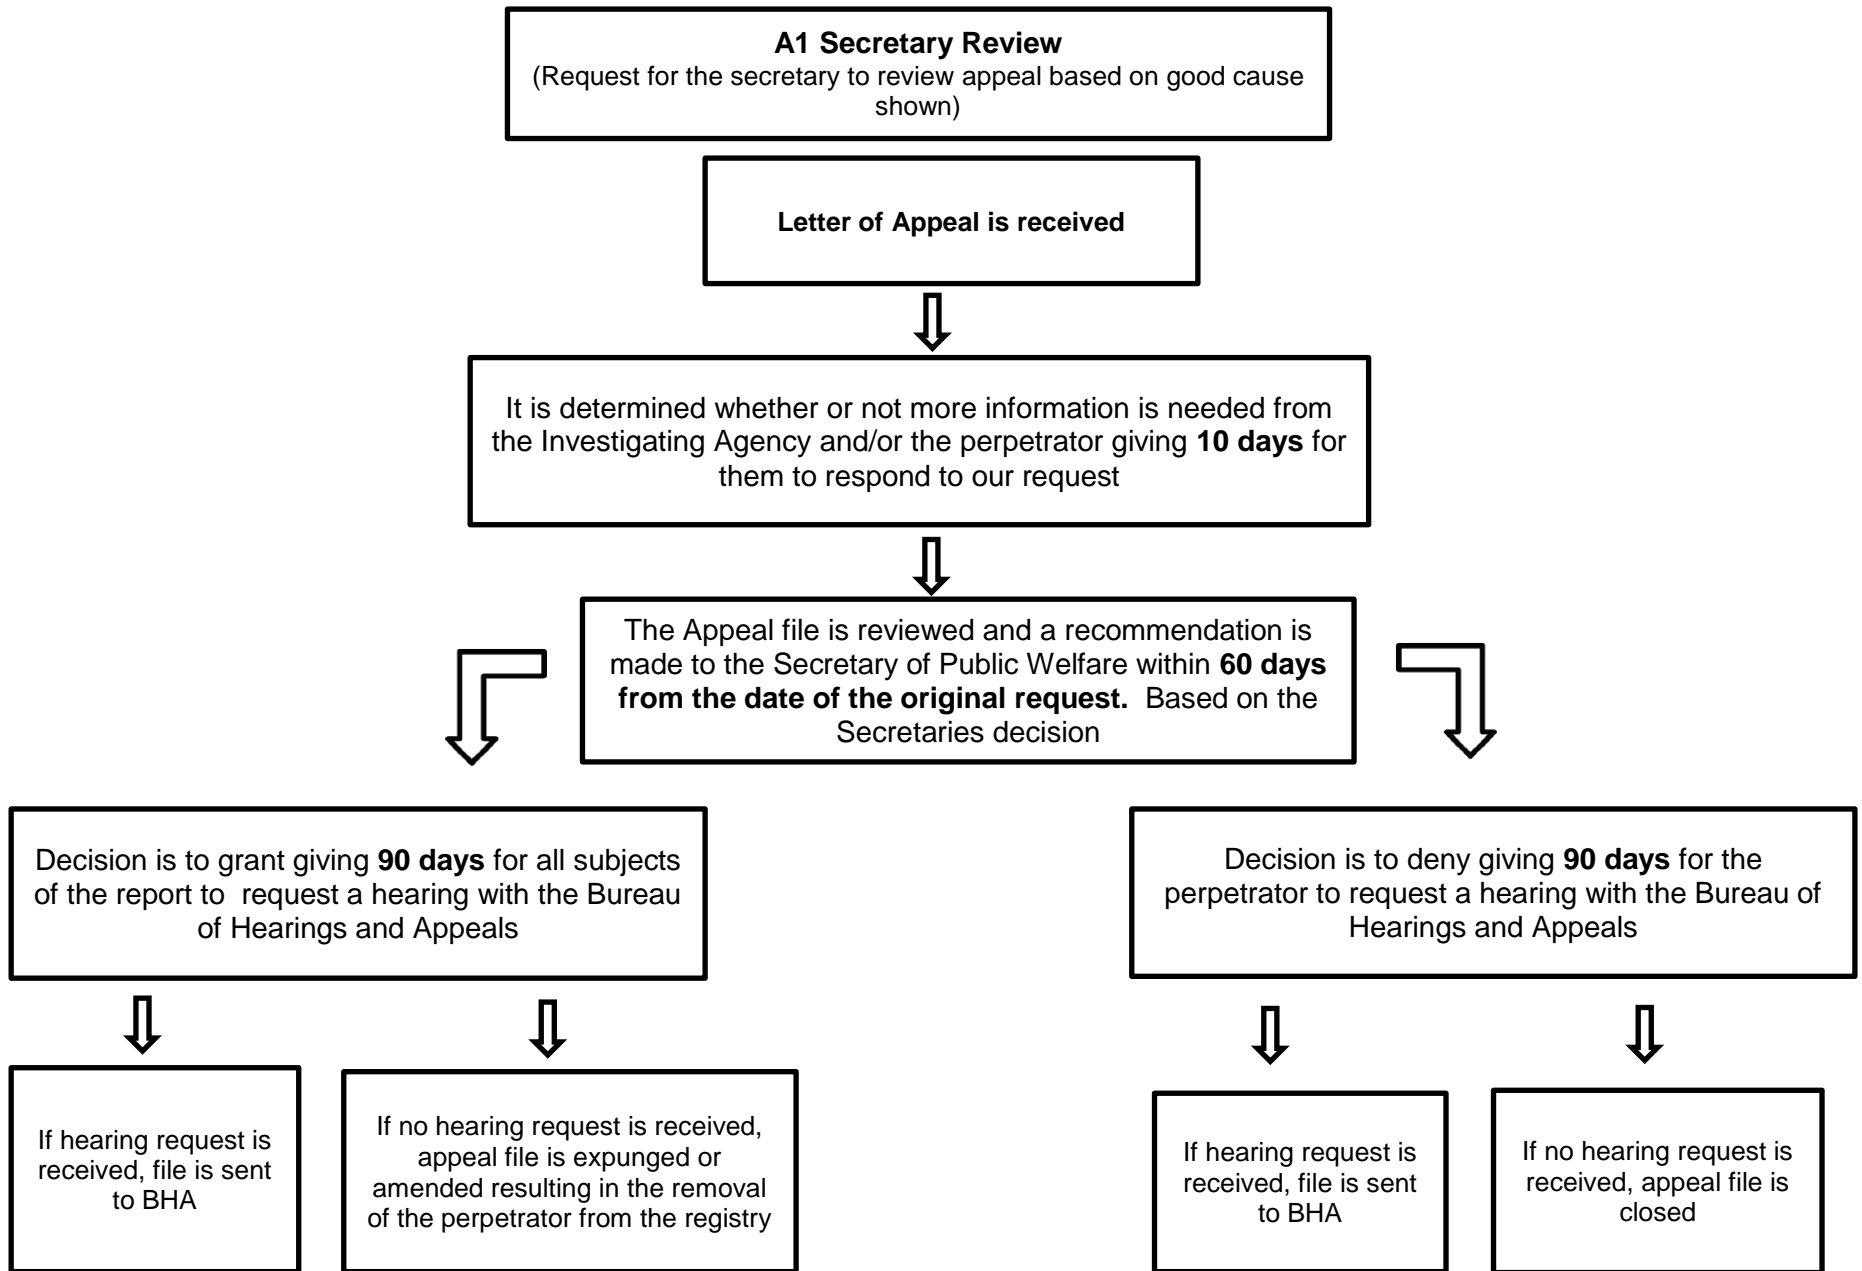 A1 Secretary Review
(Request for the secretary to review appeal based on good cause
shown)
Letter of Appeal is received
It is determined whether or not more information is needed from
the Investigating Agency and/or the perpetrator giving 10 days for
them to respond to our request
The Appeal file is reviewed and a recommendation is
made to the Secretary of Public Welfare within 60 days
from the date of the original request. Based on the
Secretaries decision
Decision is to grant giving 90 days for all subjects
of the report to request a hearing with the Bureau
of Hearings and Appeals
Decision is to deny giving 90 days for the
perpetrator to request a hearing with the Bureau of
Hearings and Appeals
If hearing request is
received, file is sent
to BHA
If no hearing request is received,
appeal file is expunged or
amended resulting in the removal
of the perpetrator from the registry
If hearing request is
received, file is sent
to BHA
If no hearing request is
received, appeal file is
closed